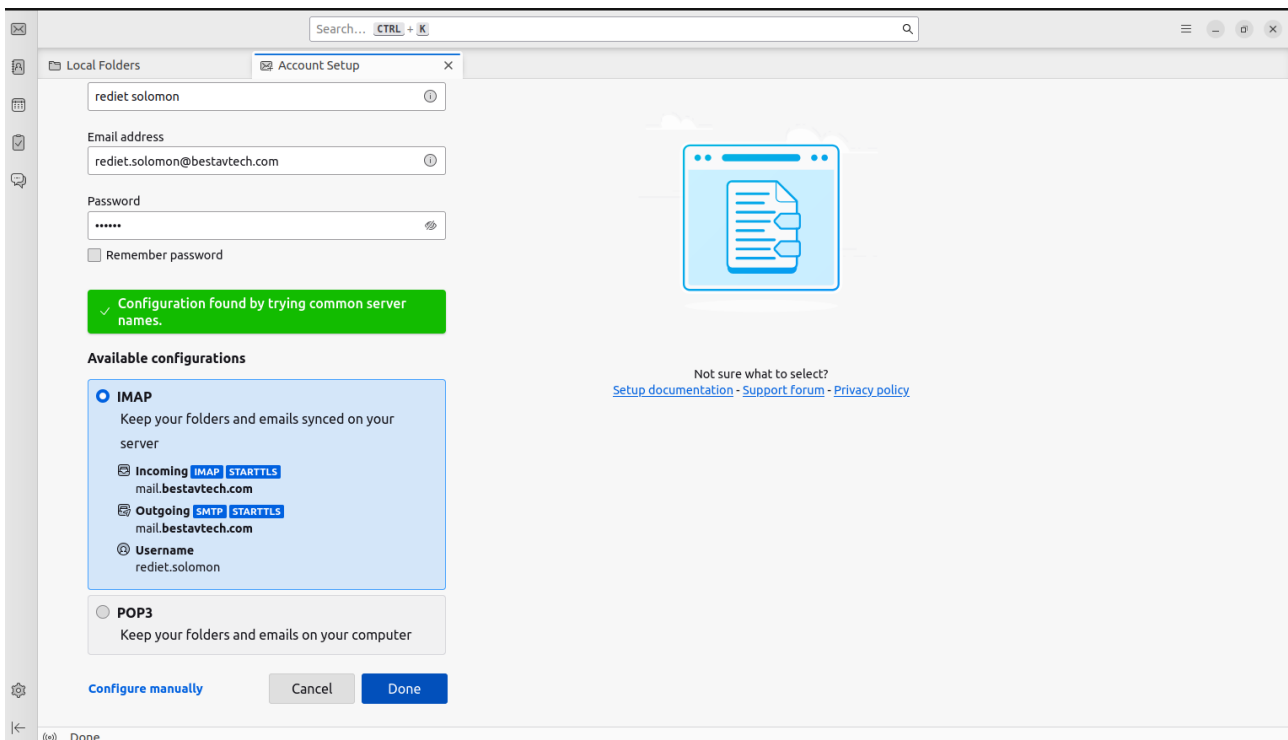 Search... CTRL + K
Local Folders
Account Setup
rediet solomon
Email address
rediet.solomon@bestavtech.com
Password
••••••
Remember password
Configuration found by trying common server
names.
Available configurations
IMAP
Keep your folders and emails synced on your
server
Incoming IMAP STARTTLS
mail.bestavtech.com
Outgoing SMTP STARTTLS
mail.bestavtech.com
Username
rediet.solomon
POP3
Keep your folders and emails on your computer
Configure manually
Cancel
Done
Not sure what to select?
Setup documentation - Support forum - Privacy policy
Done